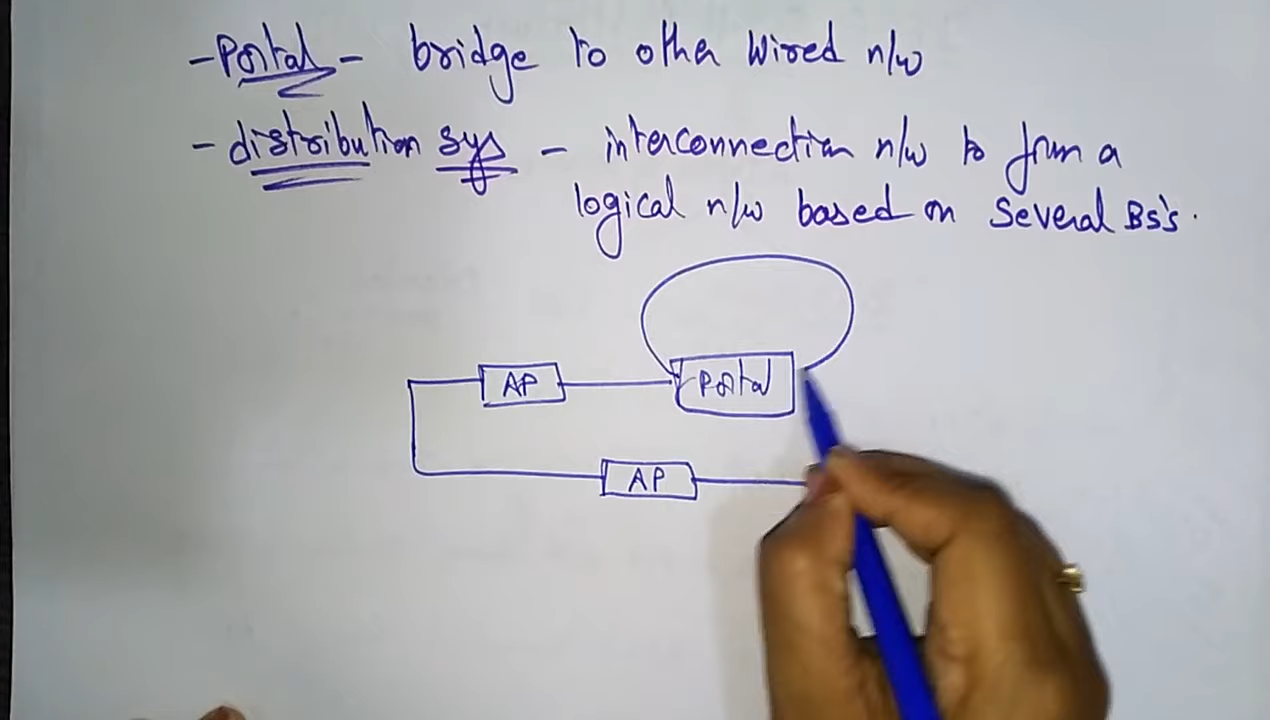 - Portal - bridge to other wired n/w
- distribution sys - interconnection n/w to form a
logical n/w based on several BS's.
AP
Portal
AP